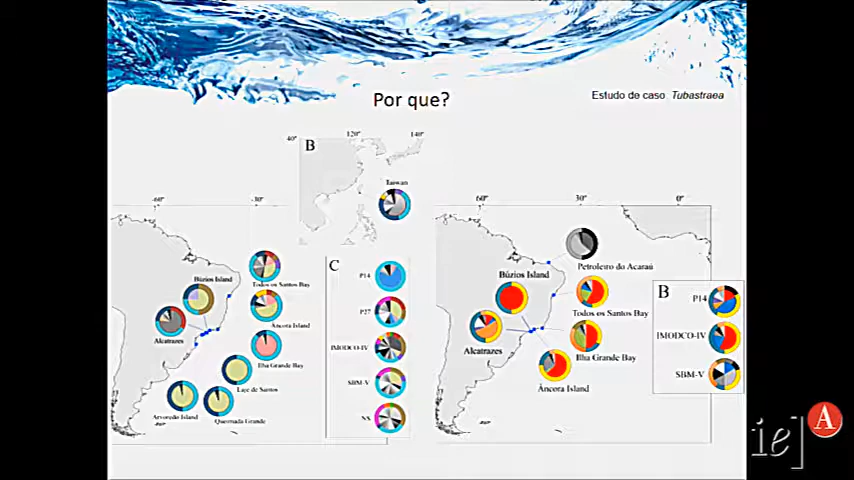 Por que?
Estudo de caso Tubastraea
40°
120°
140°
B
Taiwan
-60°
-30°
Todos os Santos Bay
Búzios Island
Âncora Island
Alcatrazes
Ilha Grande Bay
Laje de Santos
Arvoredo Island
Queimada Grande
C
P14
P27
IMODCO-IV
SBM-V
NS
60°
30°
0°
Petroleiro do Acaraú
Búzios Island
Todos os Santos Bay
Alcatrazes
Ilha Grande Bay
Âncora Island
B
P14
IMODCO-IV
SBM-V
ie]
A